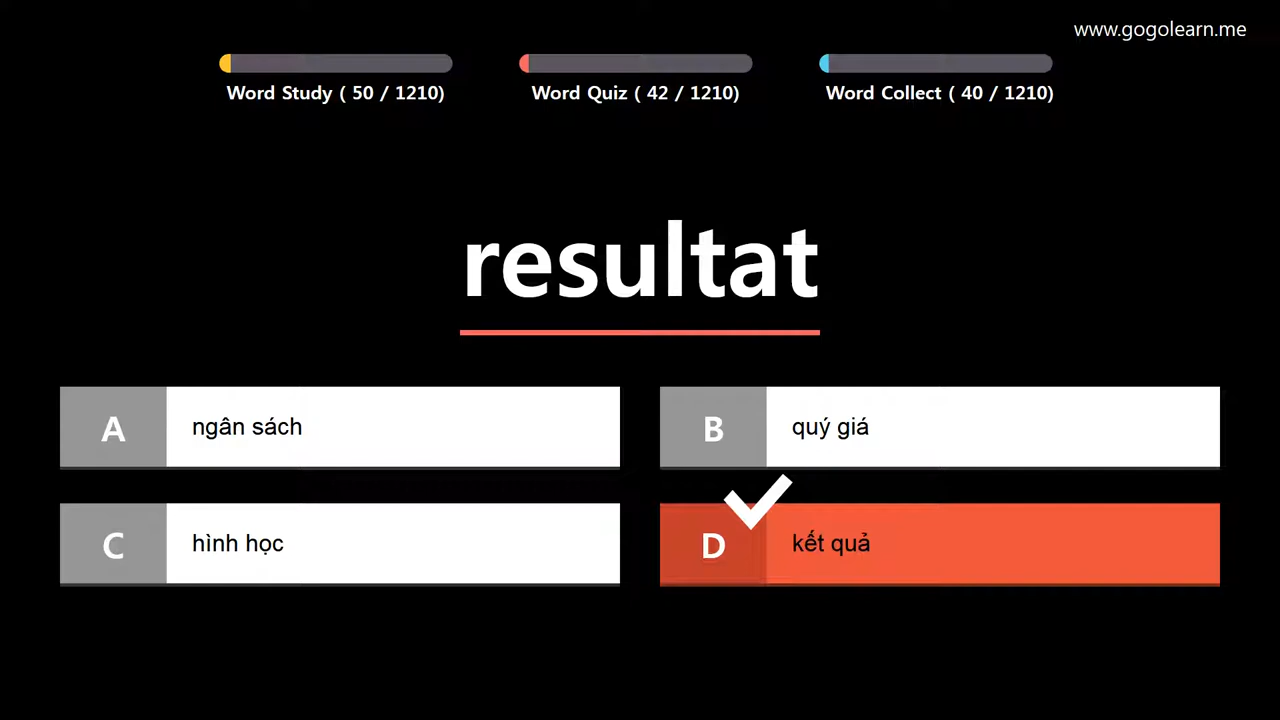 www.gogolearn.me
Word Study ( 50 / 1210)
Word Quiz ( 42 / 1210)
Word Collect ( 40 / 1210)
resultat
A
ngân sách
B
quý giá
C
hình học
D
kết quả